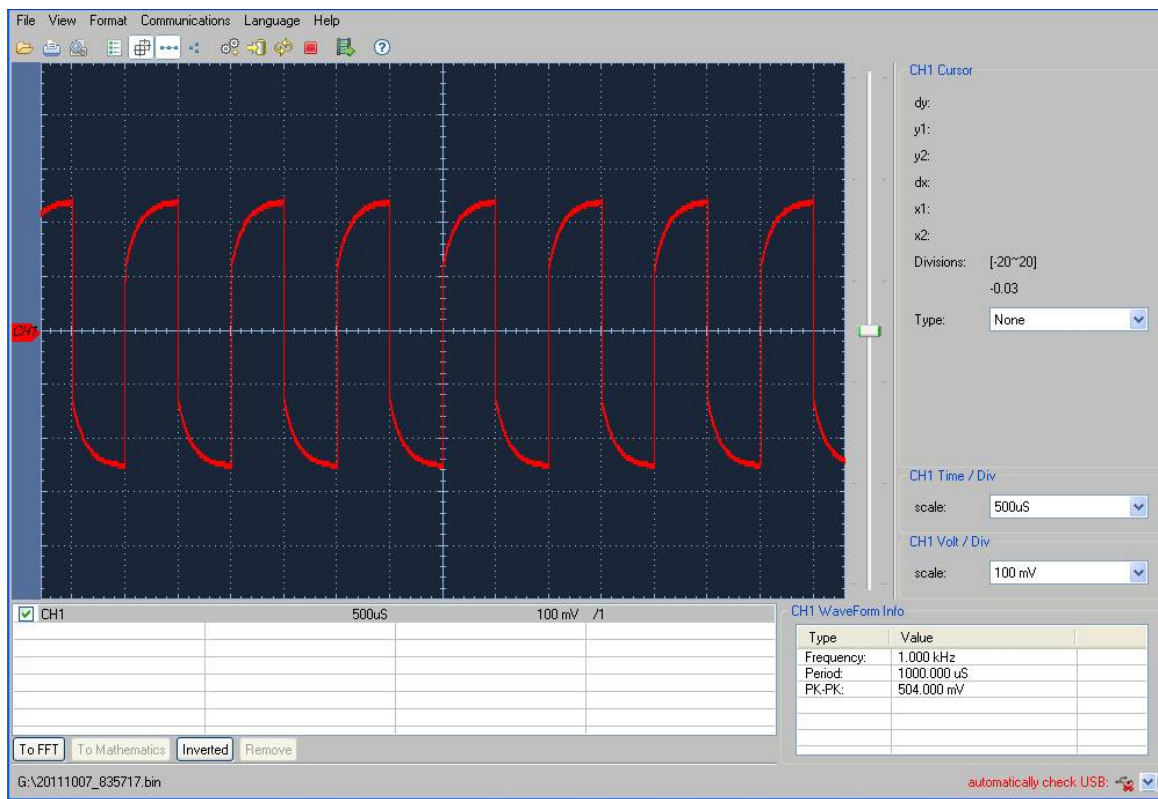 File View Format Communications Language Help
CH1 Cursor
dy:
y1:
y2:
dx:
x1:
x2:
Divisions: [-20~20]
-0.03
Type: None
CH1
CH1 Time / Div
scale: 500uS
CH1 Volt / Div
scale: 100 mV
CH1 500uS 100 mV /1
CH1 WaveForm Info
Type Value
Frequency: 1.000 kHz
Period: 1000.000 uS
PK-PK: 504.000 mV
To FFT To Mathematics Inverted Remove
G:\20111007_835717.bin automatically check USB: